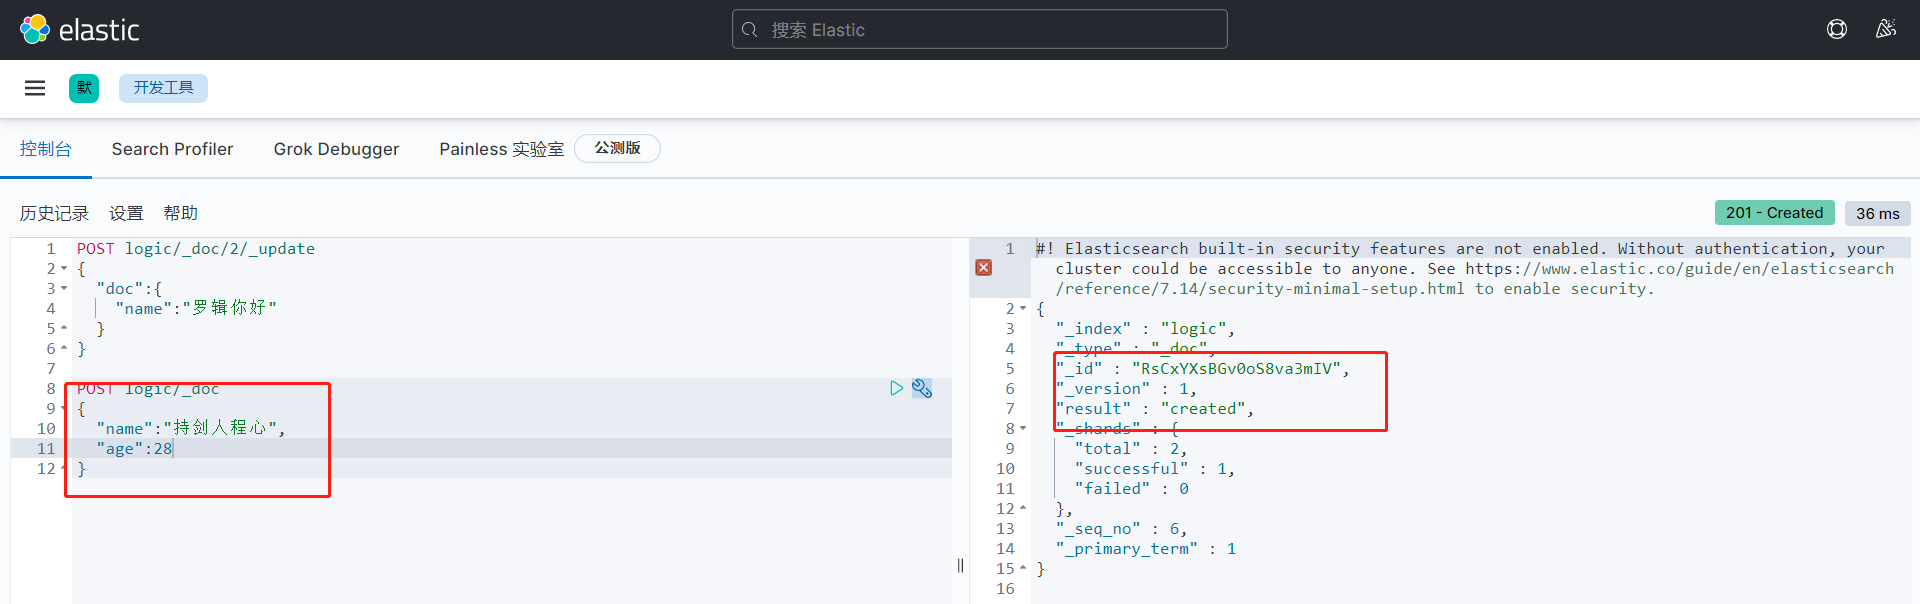 elastic
搜索 Elastic
默
开发工具
控制台
Search Profiler
Grok Debugger
Painless 实验室
公测版
历史记录
设置
帮助
201 - Created
36 ms
1 POST logic/_doc/2/_update
2 {
3 "doc":{
4 "name":"罗辑你好"
5 }
6 }
7
8 POST logic/_doc
9 {
10 "name":"持剑人程心",
11 "age":28
12 }
1 #! Elasticsearch built-in security features are not enabled. Without authentication, your
cluster could be accessible to anyone. See https://www.elastic.co/guide/en/elasticsearch
/reference/7.14/security-minimal-setup.html to enable security.
2 {
3 "_index" : "logic",
4 "_type" : "_doc",
5 "_id" : "RsCxYXsBGv0oS8va3mIV",
6 "_version" : 1,
7 "result" : "created",
8 "_shards" : {
9 "total" : 2,
10 "successful" : 1,
11 "failed" : 0
12 },
13 "_seq_no" : 6,
14 "_primary_term" : 1
15 }
16